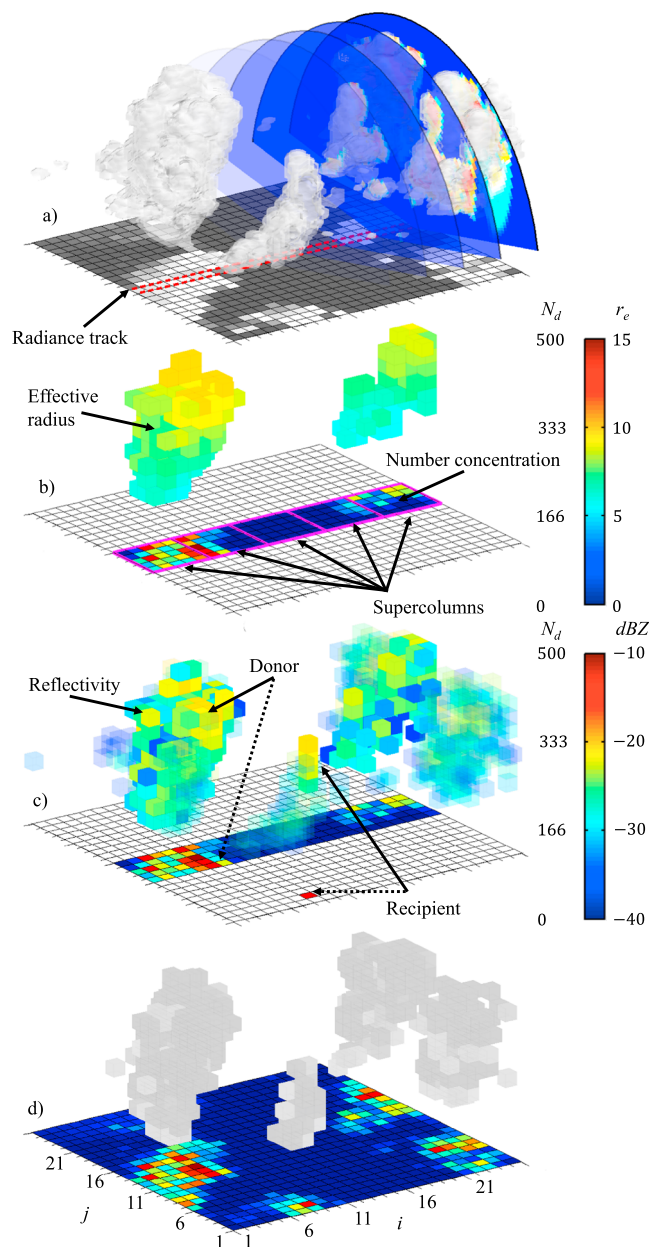 a)
Radiance track
N_d r_e
500 15
Effective
radius
333 10
Number concentration
b)
166 5
Supercolumns
0 0
N_d dBZ
500 −10
Donor
Reflectivity
333 −20
c)
166 −30
Recipient
0 −40
d)
21
16
11
6
1
j
1
6
11
16
21
i